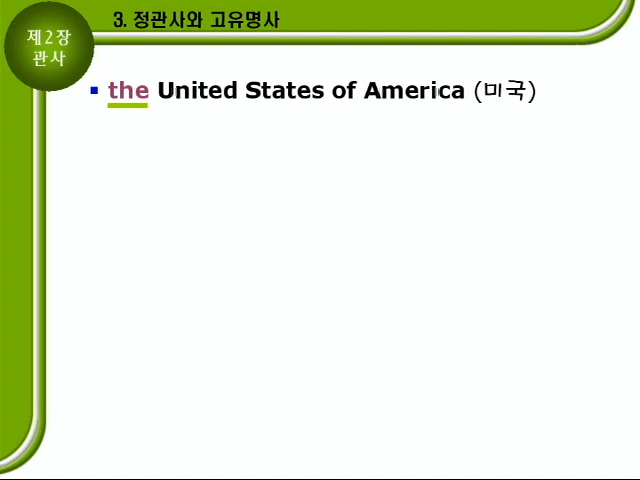 3. 정관사와 고유명사
제2장
관사
▪ the United States of America (미국)